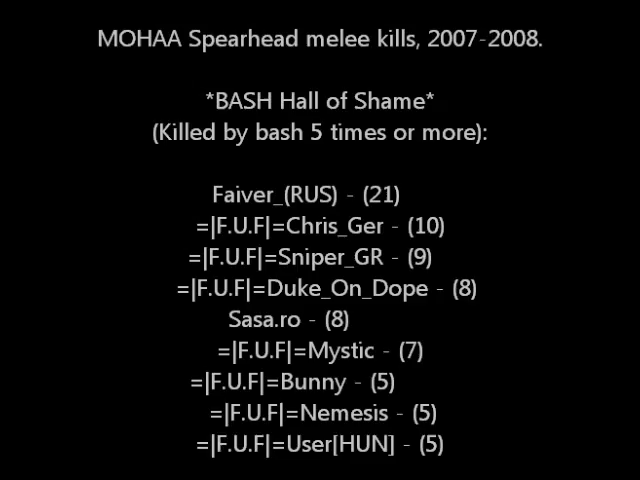 MOHAA Spearhead melee kills, 2007-2008.
*BASH Hall of Shame*
(Killed by bash 5 times or more):
Faiver_(RUS) - (21)
=|F.U.F|=Chris_Ger - (10)
=|F.U.F|=Sniper_GR - (9)
=|F.U.F|=Duke_On_Dope - (8)
Sasa.ro - (8)
=|F.U.F|=Mystic - (7)
=|F.U.F|=Bunny - (5)
=|F.U.F|=Nemesis - (5)
=|F.U.F|=User[HUN] - (5)